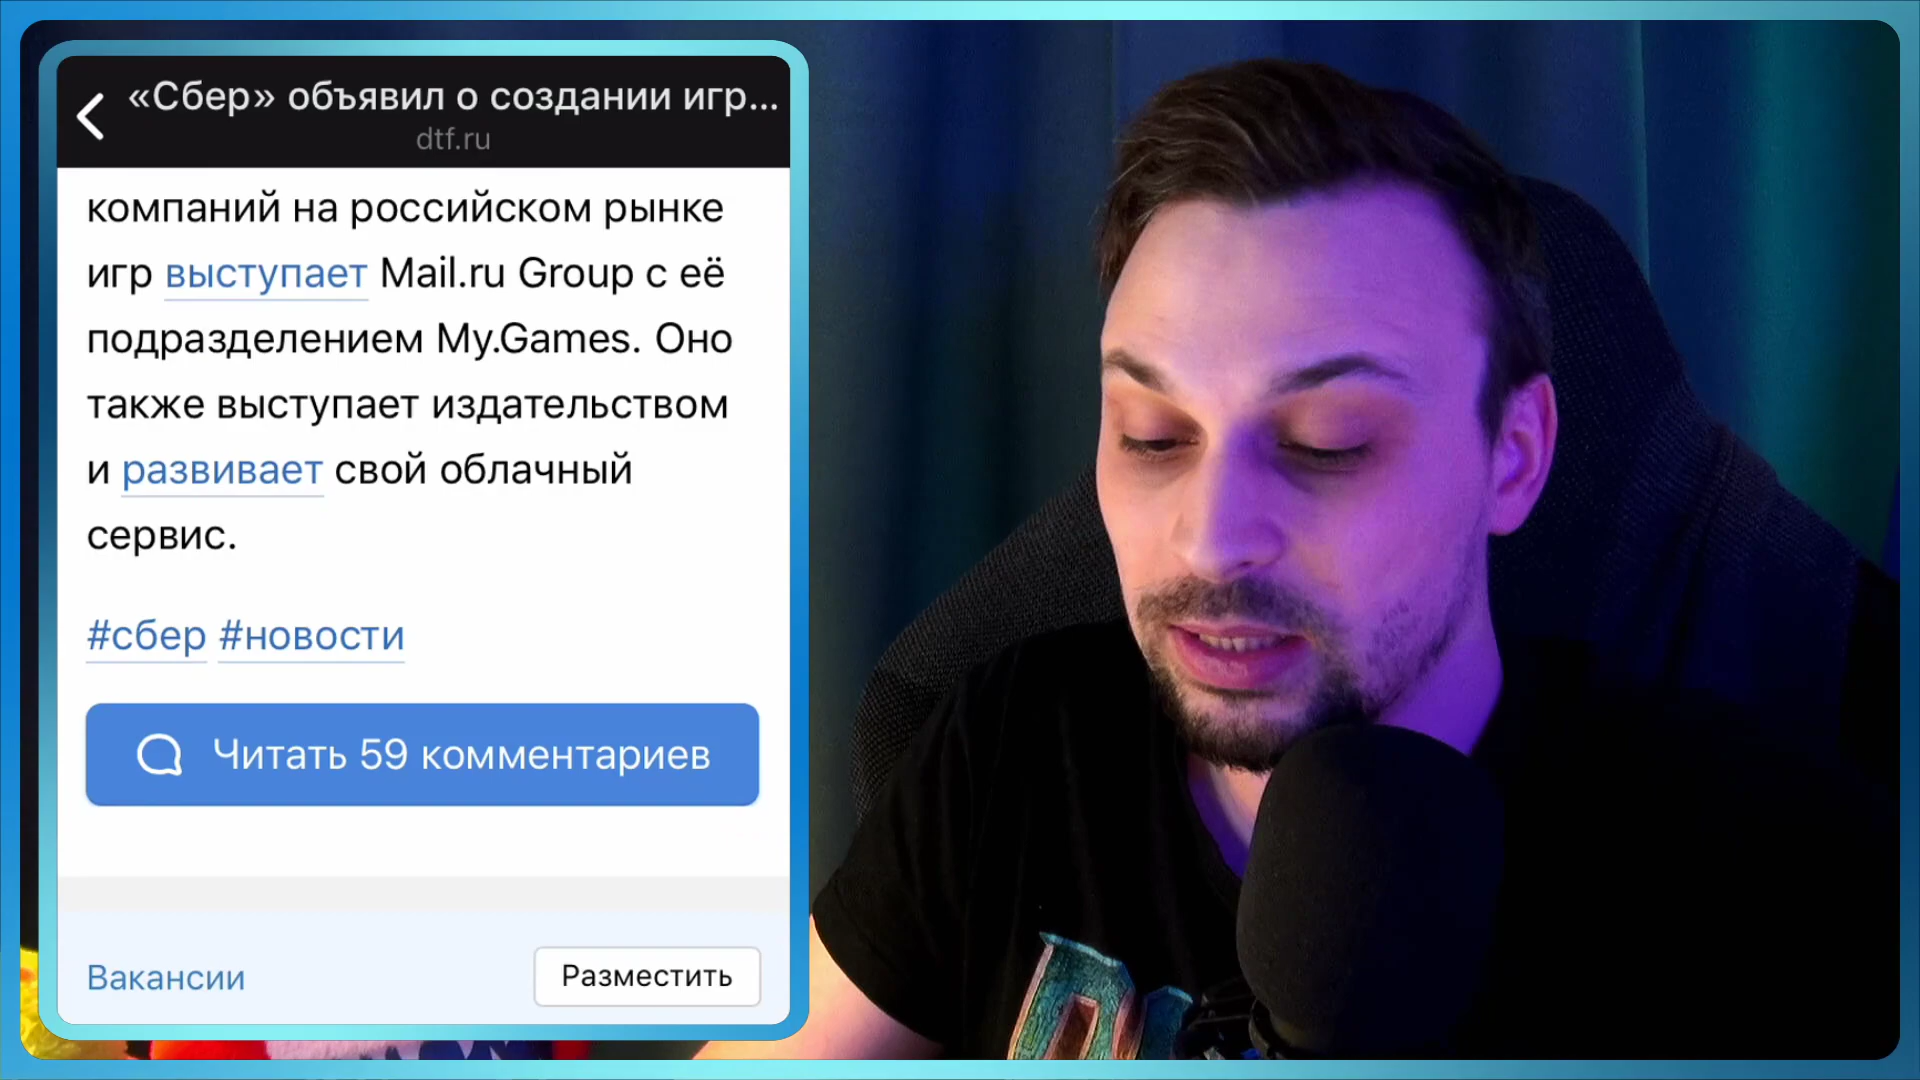 «Сбер» объявил о создании игр...
dtf.ru
компаний на российском рынке
игр выступает Mail.ru Group с её
подразделением My.Games. Оно
также выступает издательством
и развивает свой облачный
сервис.
#сбер #новости
Читать 59 комментариев
Вакансии
Разместить